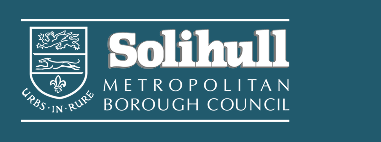 Solihull
METROPOLITAN
BOROUGH COUNCIL
URBS·IN·RURE